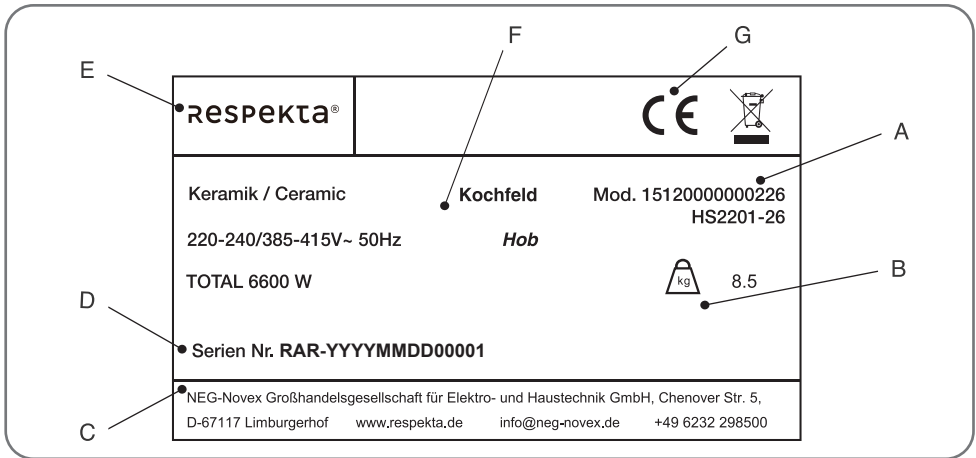 F
G
E
Respekta®
CE
A
Keramik / Ceramic Kochfeld Mod. 15120000000226
HS2201-26
220-240/385-415V~ 50Hz Hob
B
TOTAL 6600 W kg 8.5
D
Serien Nr. RAR-YYYYMMDD00001
C
NEG-Novex Großhandelsgesellschaft für Elektro- und Haustechnik GmbH, Chenover Str. 5,
D-67117 Limburgerhof www.respekta.de info@neg-novex.de +49 6232 298500